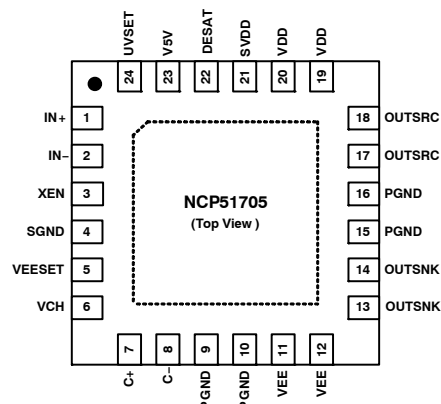 UVSET
V5V
DESAT
SVDD
VDD
VDD
24
23
22
21
20
19
IN+ 1
IN− 2
XEN 3
SGND 4
VEESET 5
VCH 6
NCP51705
(Top View )
18 OUTSRC
17 OUTSRC
16 PGND
15 PGND
14 OUTSNK
13 OUTSNK
7
8
9
10
11
12
C+
C−
PGND
PGND
VEE
VEE